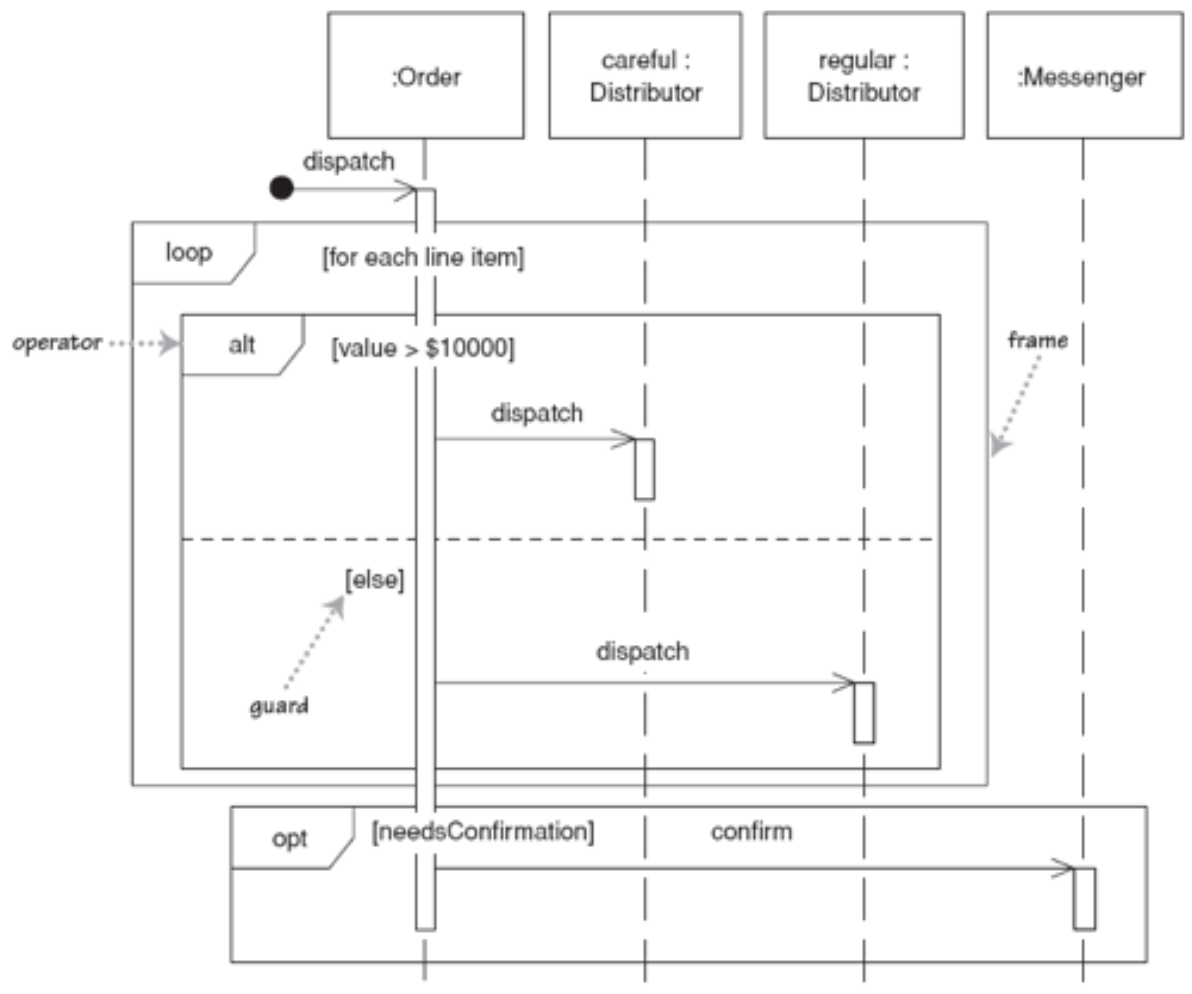 :Order
careful :
Distributor
regular :
Distributor
:Messenger
dispatch
loop
[for each line item]
operator
alt
[value > $10000]
frame
dispatch
[else]
dispatch
guard
opt
[needsConfirmation]
confirm